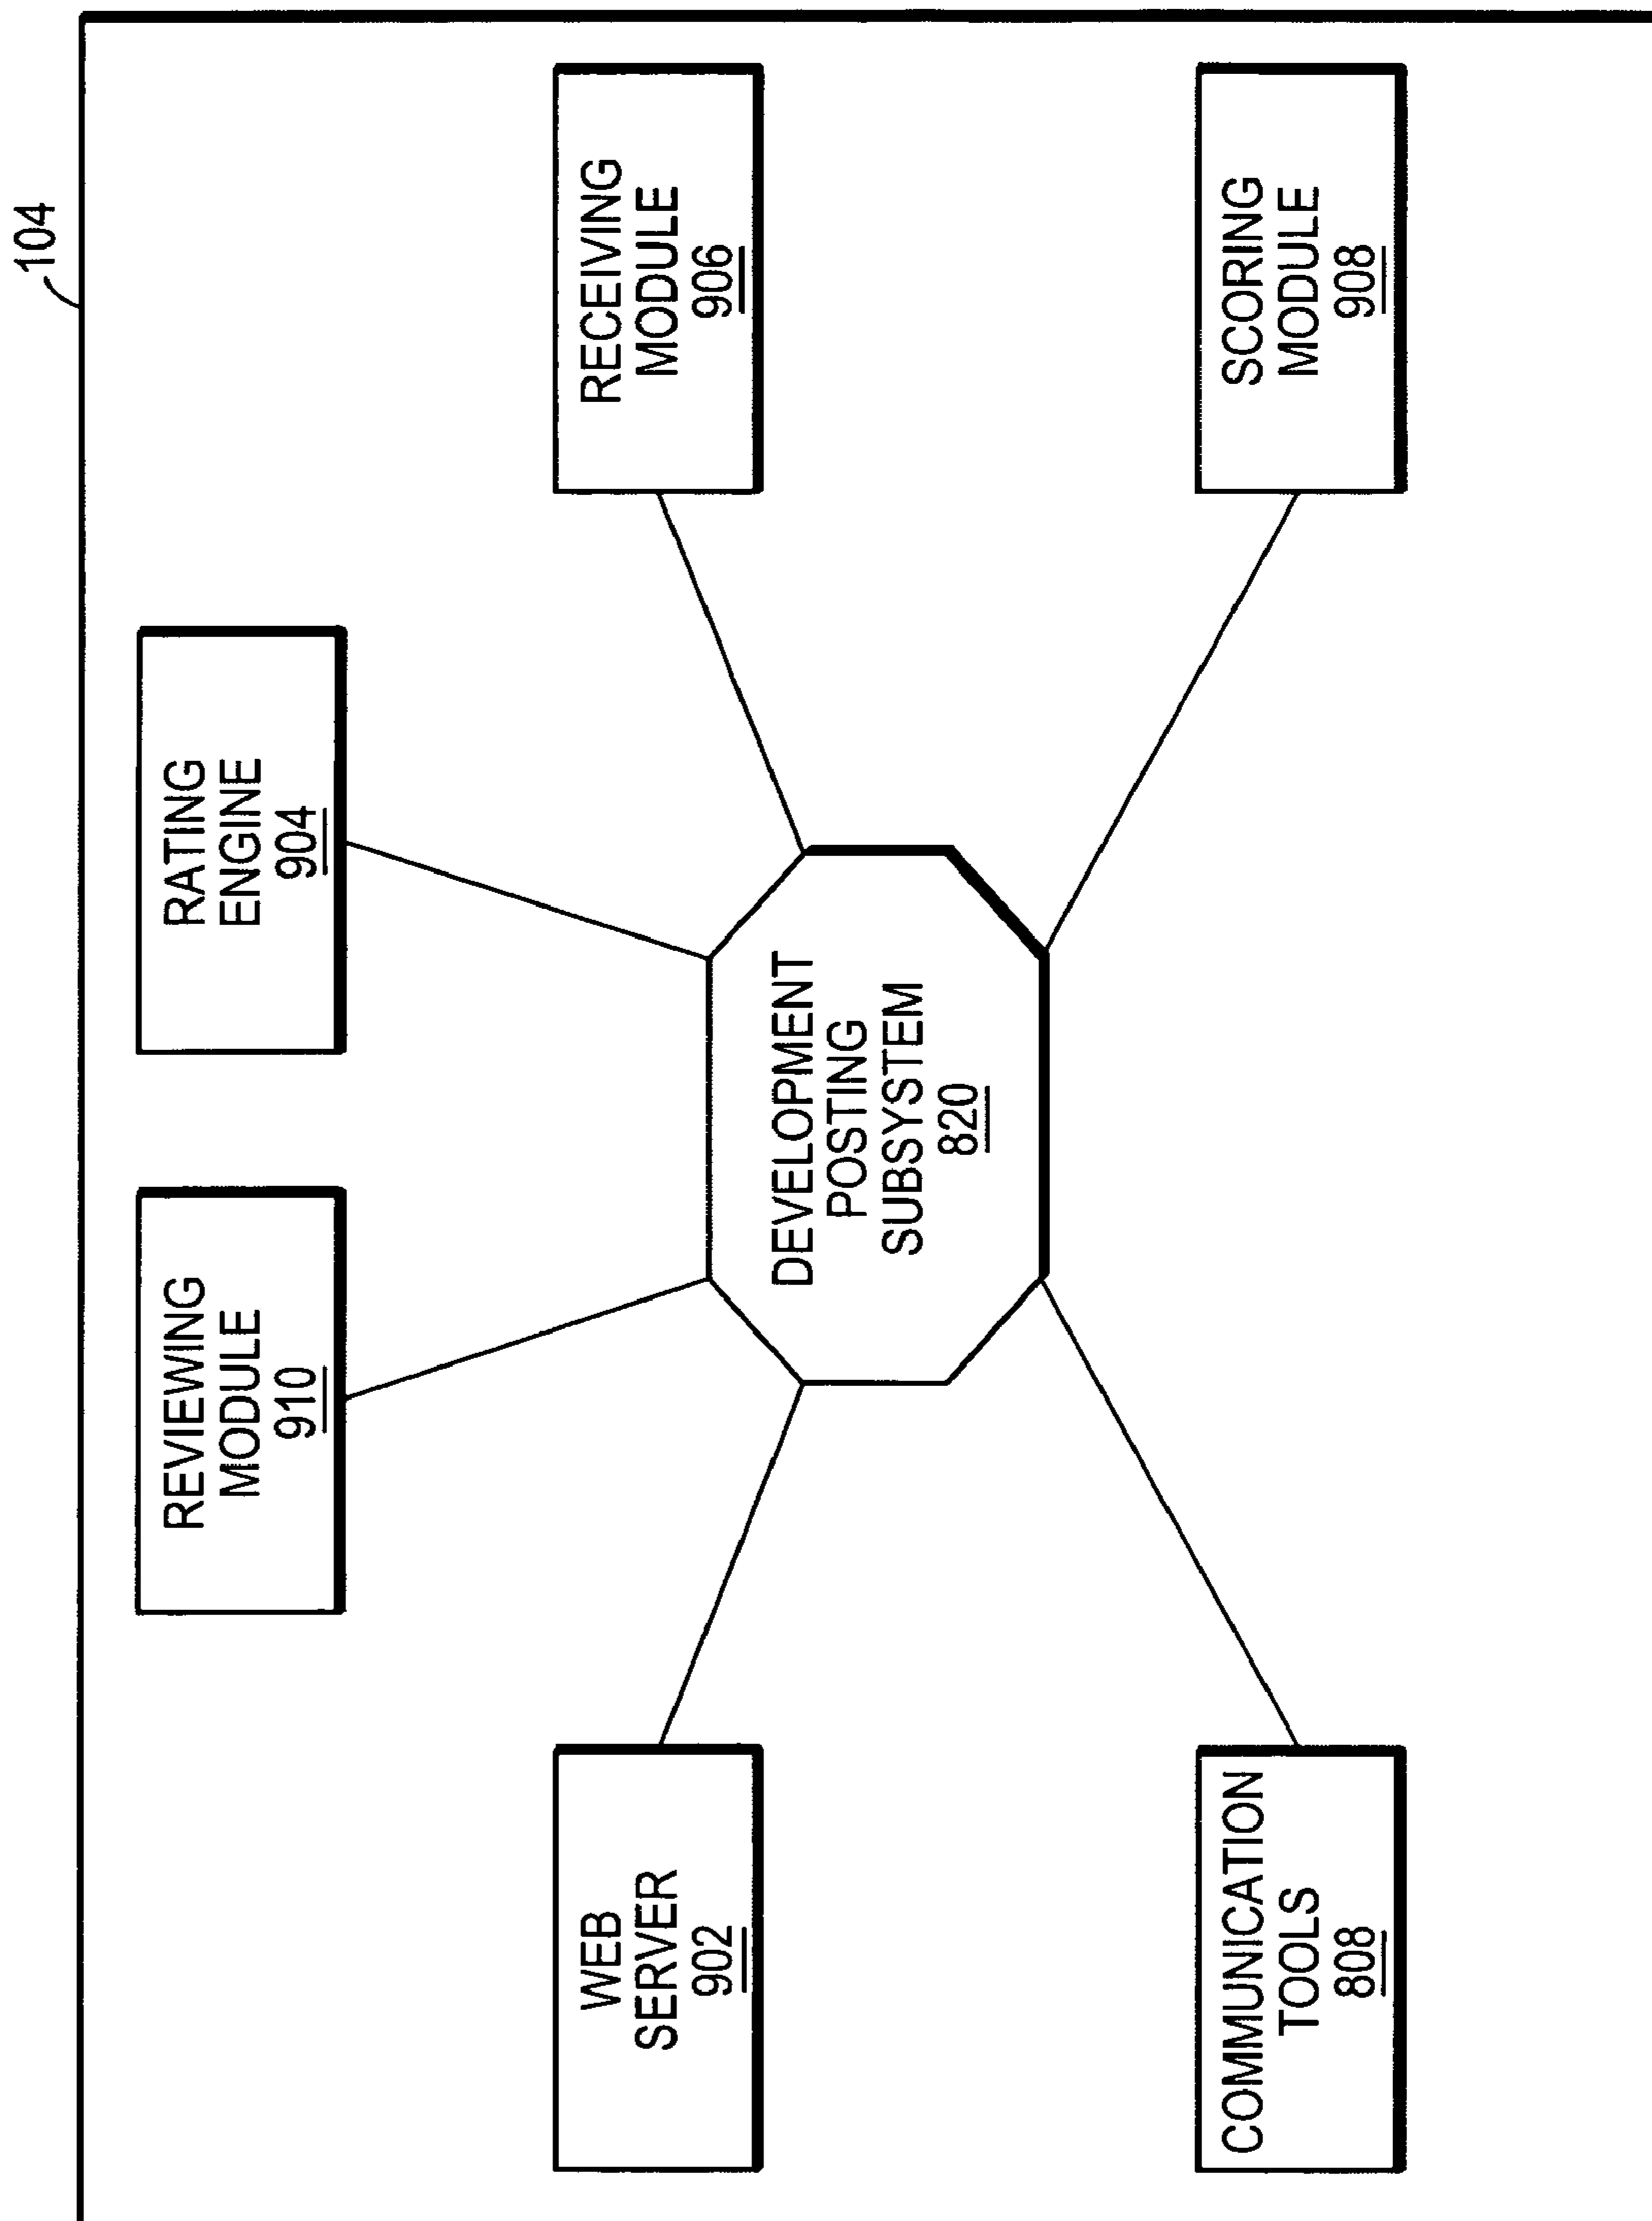 104
REVIEWING
MODULE
910
RATING
ENGINE
904
WEB
SERVER
902
RECEIVING
MODULE
906
DEVELOPMENT
POSTING
SUBSYSTEM
820
COMMUNICATION
TOOLS
808
SCORING
MODULE
908